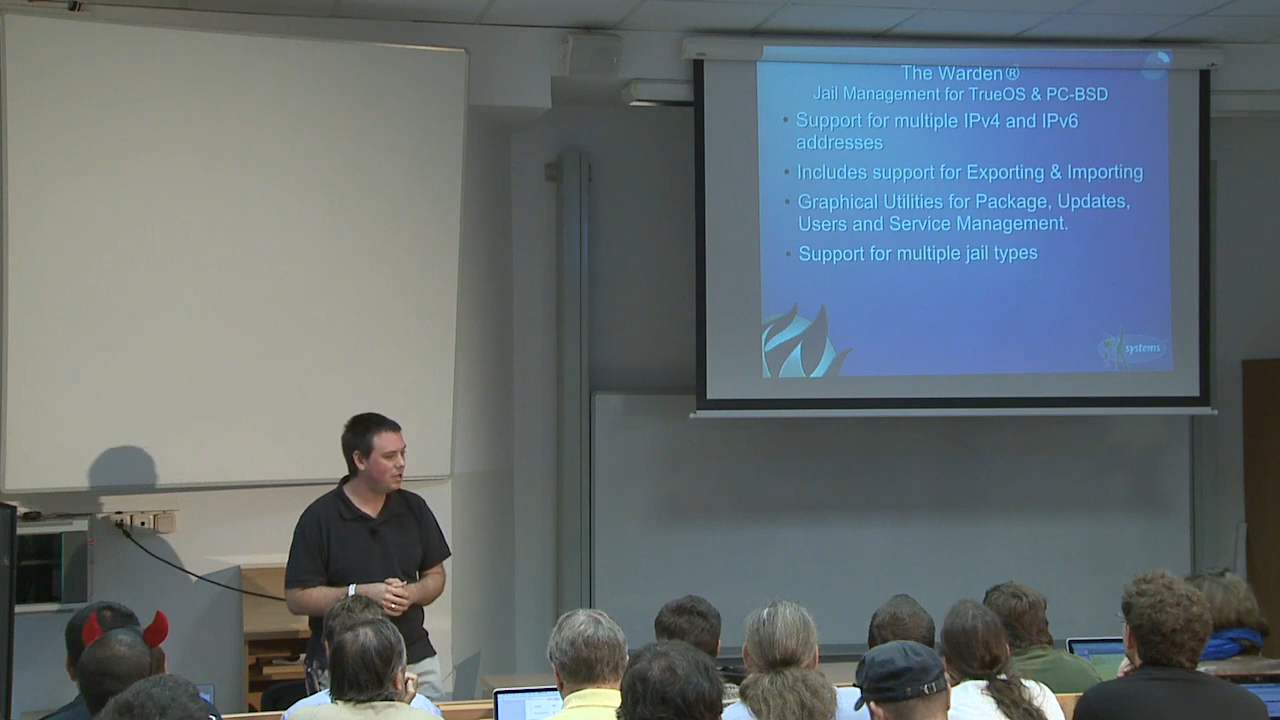 The Warden®
Jail Management for TrueOS & PC-BSD
• Support for multiple IPv4 and IPv6
addresses
• Includes support for Exporting & Importing
• Graphical Utilities for Package, Updates,
Users and Service Management.
• Support for multiple jail types
systems